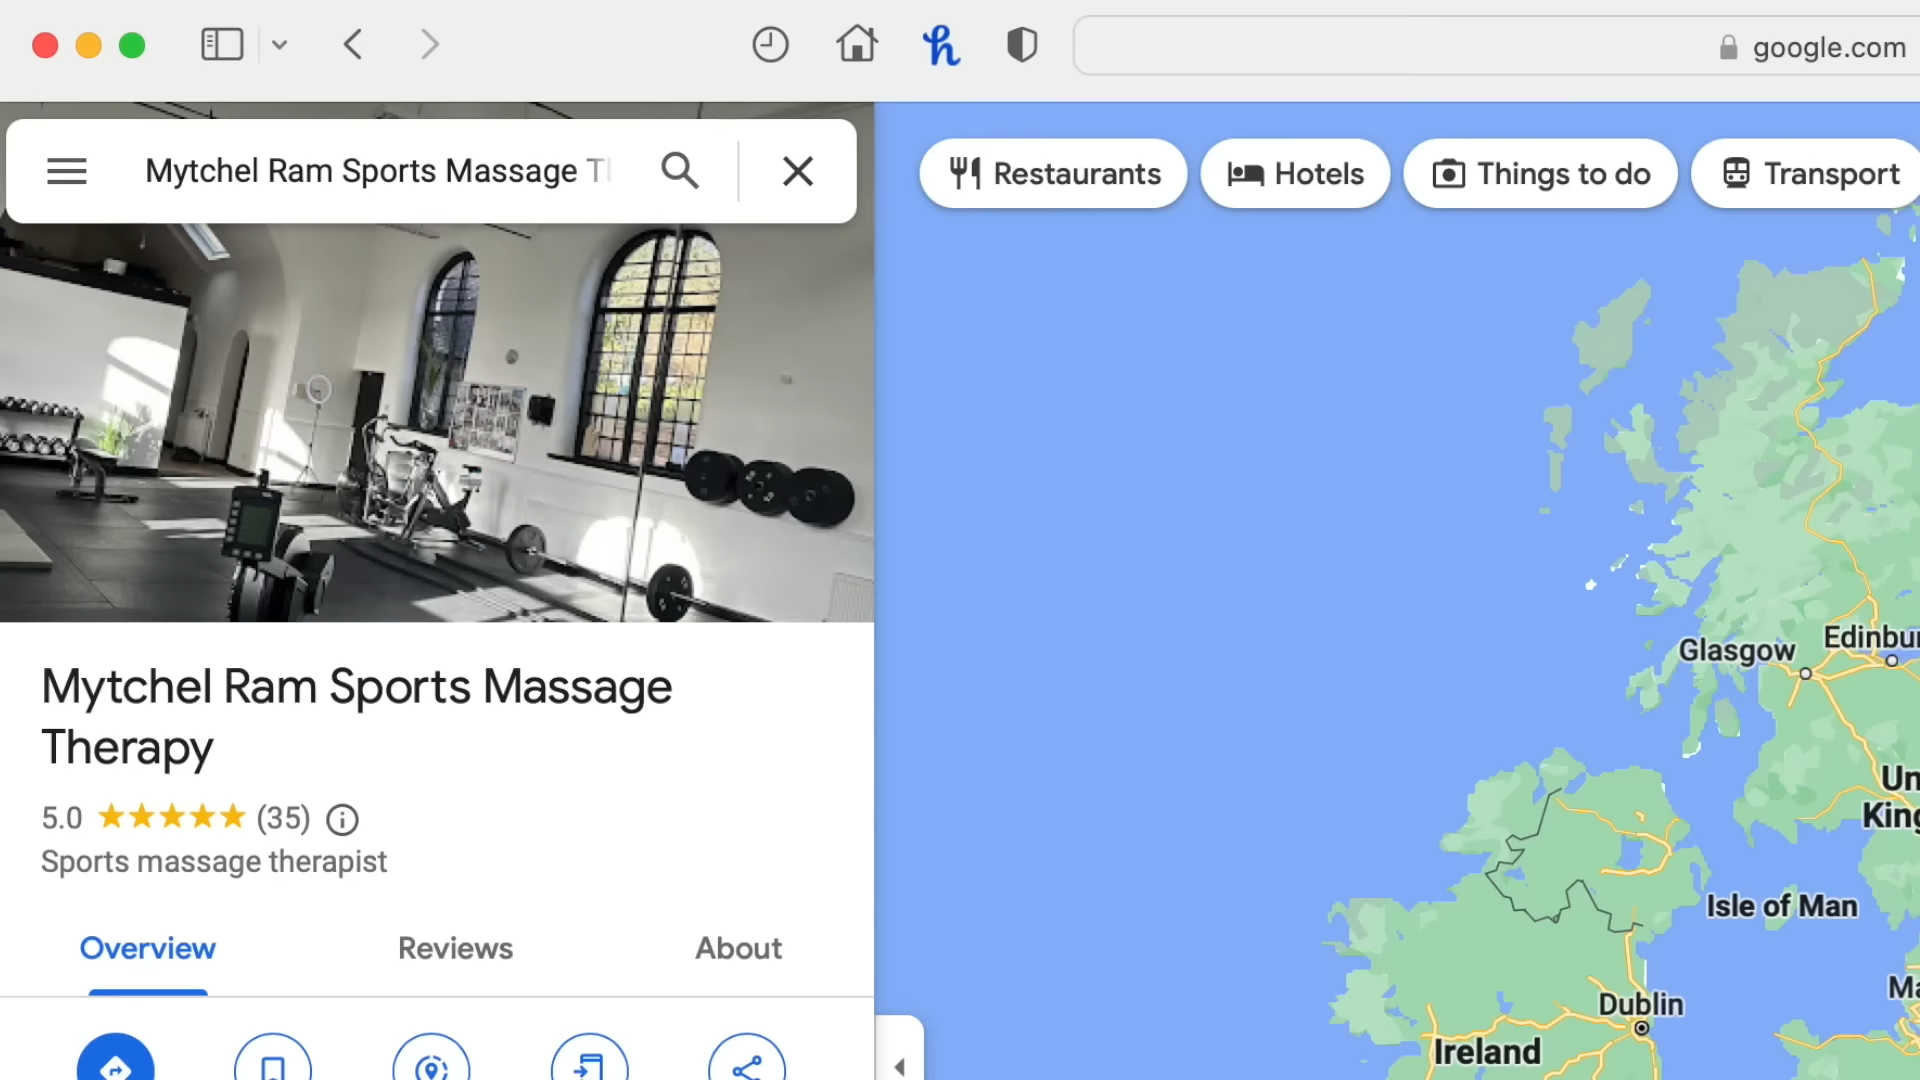 google.com
Mytchel Ram Sports Massage
Restaurants
Hotels
Things to do
Transport
Mytchel Ram Sports Massage
Therapy
5.0 (35)
Sports massage therapist
Overview
Reviews
About
Glasgow
Edinbur
Un
King
Isle of Man
Dublin
Ireland
Ma